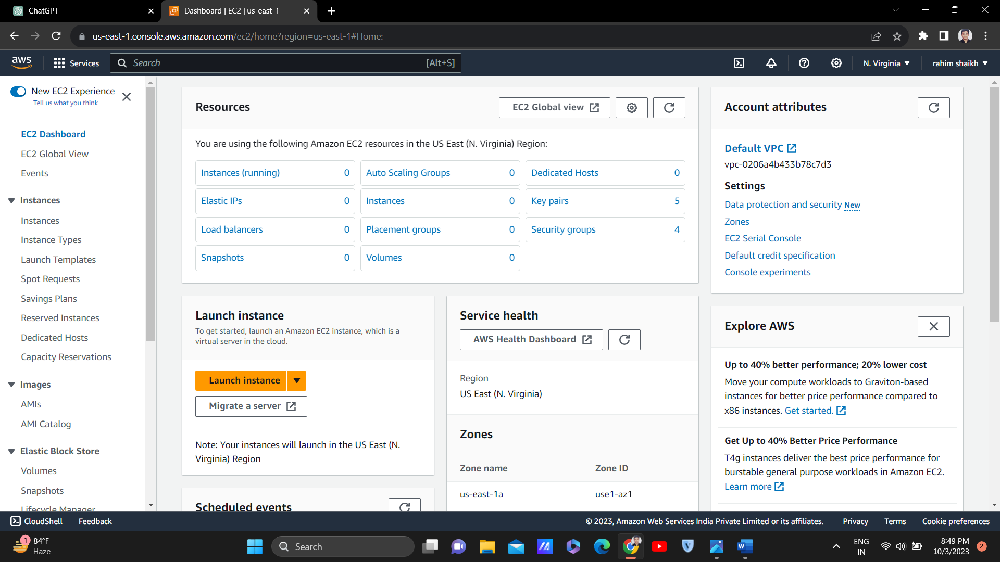 ChatGPT
Dashboard | EC2 | us-east-1
us-east-1.console.aws.amazon.com/ec2/home?region=us-east-1#Home:
aws
Services
Search
[Alt+S]
N. Virginia
rahim shaikh
New EC2 Experience
Tell us what you think
EC2 Dashboard
EC2 Global View
Events
Instances
Instances
Instance Types
Launch Templates
Spot Requests
Savings Plans
Reserved Instances
Dedicated Hosts
Capacity Reservations
Images
AMIs
AMI Catalog
Elastic Block Store
Volumes
Snapshots
Lifecycle Manager
Resources
EC2 Global view
You are using the following Amazon EC2 resources in the US East (N. Virginia) Region:
Instances (running) 0
Auto Scaling Groups 0
Dedicated Hosts 0
Elastic IPs 0
Instances 0
Key pairs 5
Load balancers 0
Placement groups 0
Security groups 4
Snapshots 0
Volumes 0
Launch instance
To get started, launch an Amazon EC2 instance, which is a
virtual server in the cloud.
Launch instance
Migrate a server
Note: Your instances will launch in the US East (N.
Virginia) Region
Scheduled events
Service health
AWS Health Dashboard
Region
US East (N. Virginia)
Zones
Zone name Zone ID
us-east-1a use1-az1
Account attributes
Default VPC
vpc-0206a4b433b78c7d3
Settings
Data protection and security New
Zones
EC2 Serial Console
Default credit specification
Console experiments
Explore AWS
Up to 40% better performance; 20% lower cost
Move your compute workloads to Graviton-based
instances for better price performance compared to
x86 instances. Get started.
Get Up to 40% Better Price Performance
T4g instances deliver the best price performance for
burstable general purpose workloads in Amazon EC2.
Learn more
CloudShell
Feedback
© 2023, Amazon Web Services India Private Limited or its affiliates.
Privacy
Terms
Cookie preferences
1
84°F
Haze
Search
W
ENG
IN
8:49 PM
10/3/2023
2